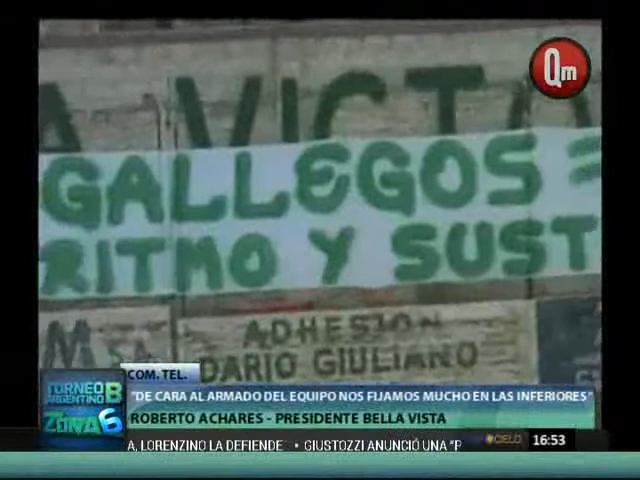 Qm
A VICTA
GALLEGOS =
RITMO Y SUST
ADHESION
DARIO GIULIANO
COM. TEL.
TORNEO
ARGENTINO B
ZONA 6
"DE CARA AL ARMADO DEL EQUIPO NOS FIJAMOS MUCHO EN LAS INFERIORES"
ROBERTO ACHARES - PRESIDENTE BELLA VISTA
A, LORENZINO LA DEFIENDE • GIUSTOZZI ANUNCIÓ UNA "P
CIELO 16:53